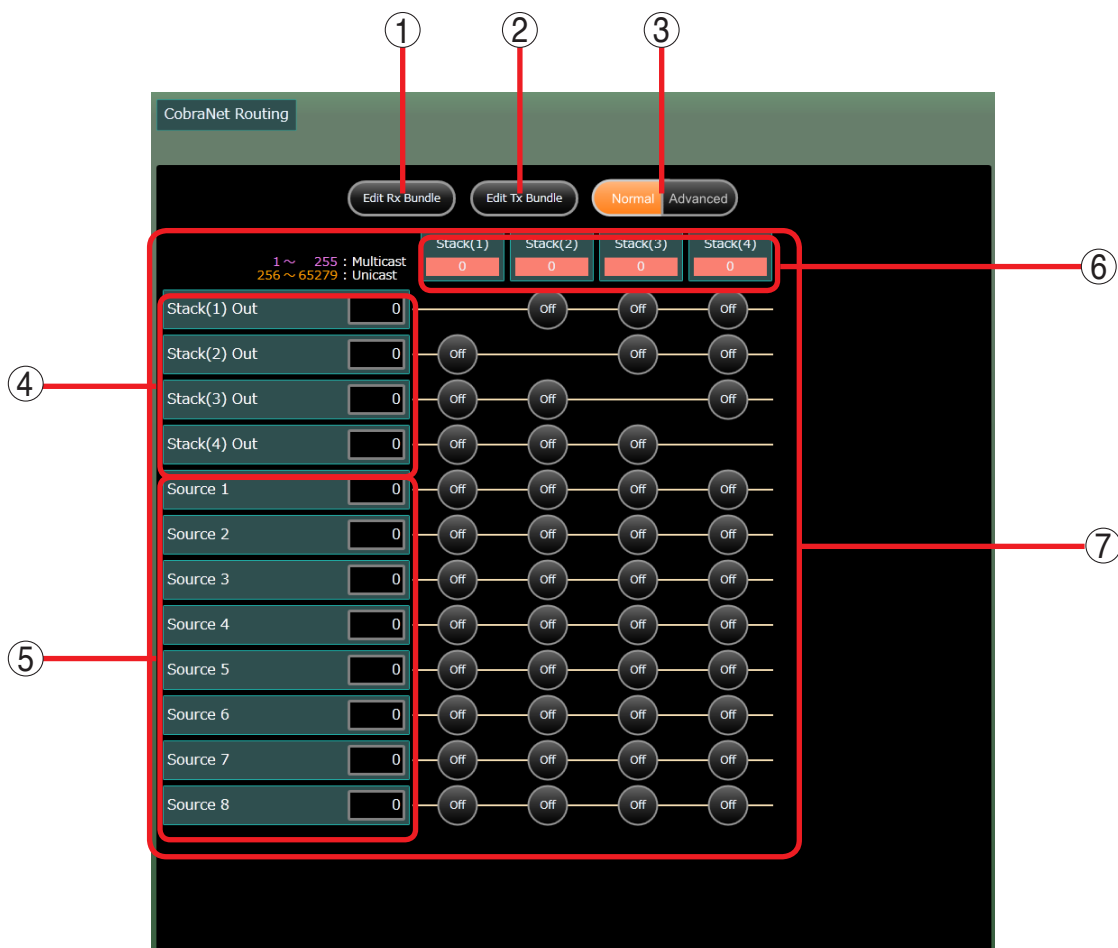 ① ② ③
CobraNet Routing
Edit Rx Bundle Edit Tx Bundle Normal Advanced
Stack(1) Stack(2) Stack(3) Stack(4)
1～ 255 : Multicast 0 0 0 0 ⑥
256～65279 : Unicast
Stack(1) Out 0 Off Off Off
Stack(2) Out 0 Off Off Off
④
Stack(3) Out 0 Off Off Off
Stack(4) Out 0 Off Off Off
Source 1 0 Off Off Off Off
Source 2 0 Off Off Off Off ⑦
Source 3 0 Off Off Off Off
Source 4 0 Off Off Off Off
⑤ Source 5 0 Off Off Off Off
Source 6 0 Off Off Off Off
Source 7 0 Off Off Off Off
Source 8 0 Off Off Off Off